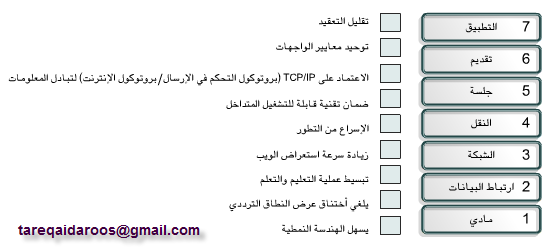 7 التطبيق
6 تقديم
5 جلسة
4 النقل
3 الشبكة
2 ارتباط البيانات
1 مادي
تقليل التعقيد
توحيد معايير الواجهات
الاعتماد على TCP/IP (بروتوكول التحكم في الإرسال/بروتوكول الإنترنت) لتبادل المعلومات
ضمان تقنية قابلة للتشغيل المتداخل
الإسراع من التطور
زيادة سرعة استعراض الويب
تبسيط عملية التعليم والتعلم
يلغي أختناق عرض النطاق الترددي
يسهل الهندسة النمطية
tareqaidaroos@gmail.com